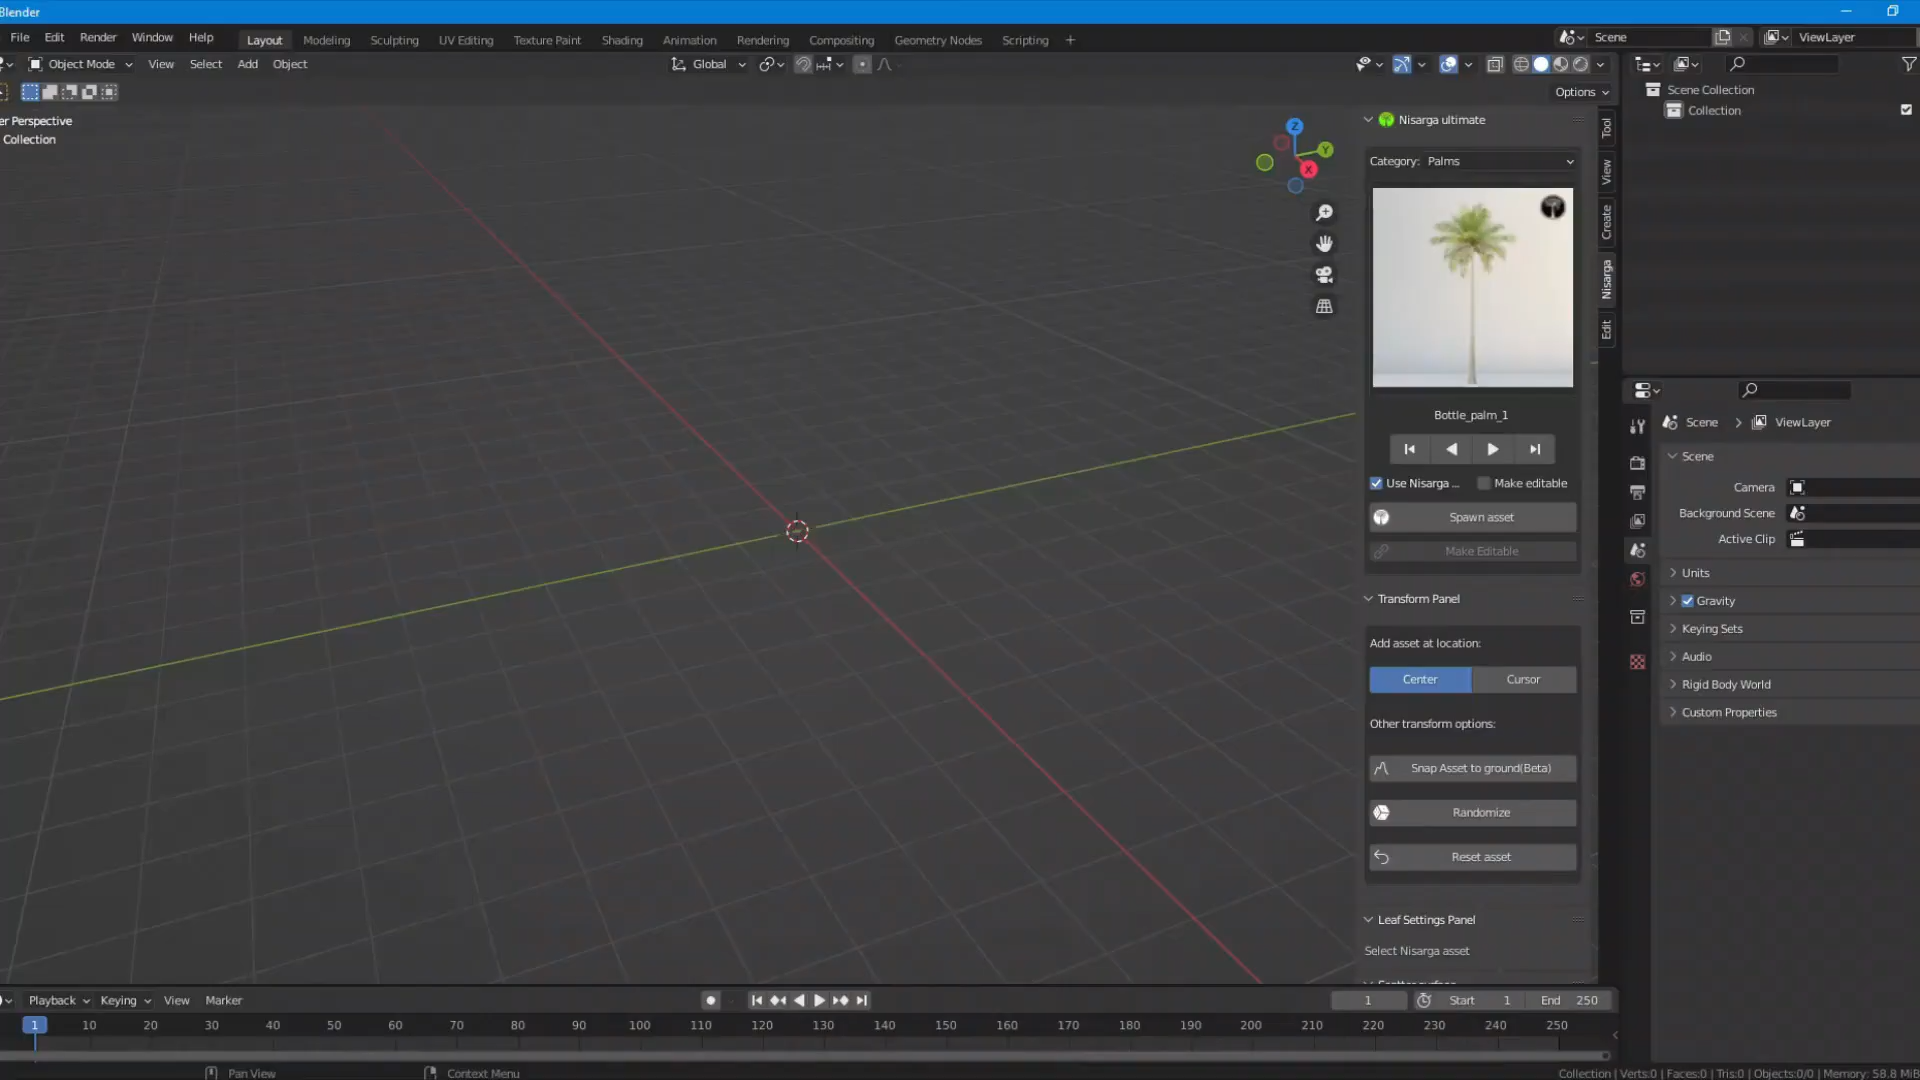 Blender
File Edit Render Window Help
Layout Modeling Sculpting UV Editing Texture Paint Shading Animation Rendering Compositing Geometry Nodes Scripting +
Scene
ViewLayer
Object Mode View Select Add Object
Global
Options
er Perspective
Collection
Z
Y
X
Nisarga ultimate
Category: Palms
Bottle_palm_1
Use Nisarga ...
Make editable
Spawn asset
Make Editable
Transform Panel
Add asset at location:
Center Cursor
Other transform options:
Snap Asset to ground(Beta)
Randomize
Reset asset
Leaf Settings Panel
Select Nisarga asset
Tool
View
Create
Nisarga
Edit
Scene Collection
Collection
Scene > ViewLayer
Scene
Camera
Background Scene
Active Clip
Units
Gravity
Keying Sets
Audio
Rigid Body World
Custom Properties
Playback Keying View Marker
1
Start 1 End 250
1 10 20 30 40 50 60 70 80 90 100 110 120 130 140 150 160 170 180 190 200 210 220 230 240 250
Pan View
Context Menu
Collection | Verts:0 | Faces:0 | Tris:0 | Objects:0/0 | Memory: 58.8 MiB